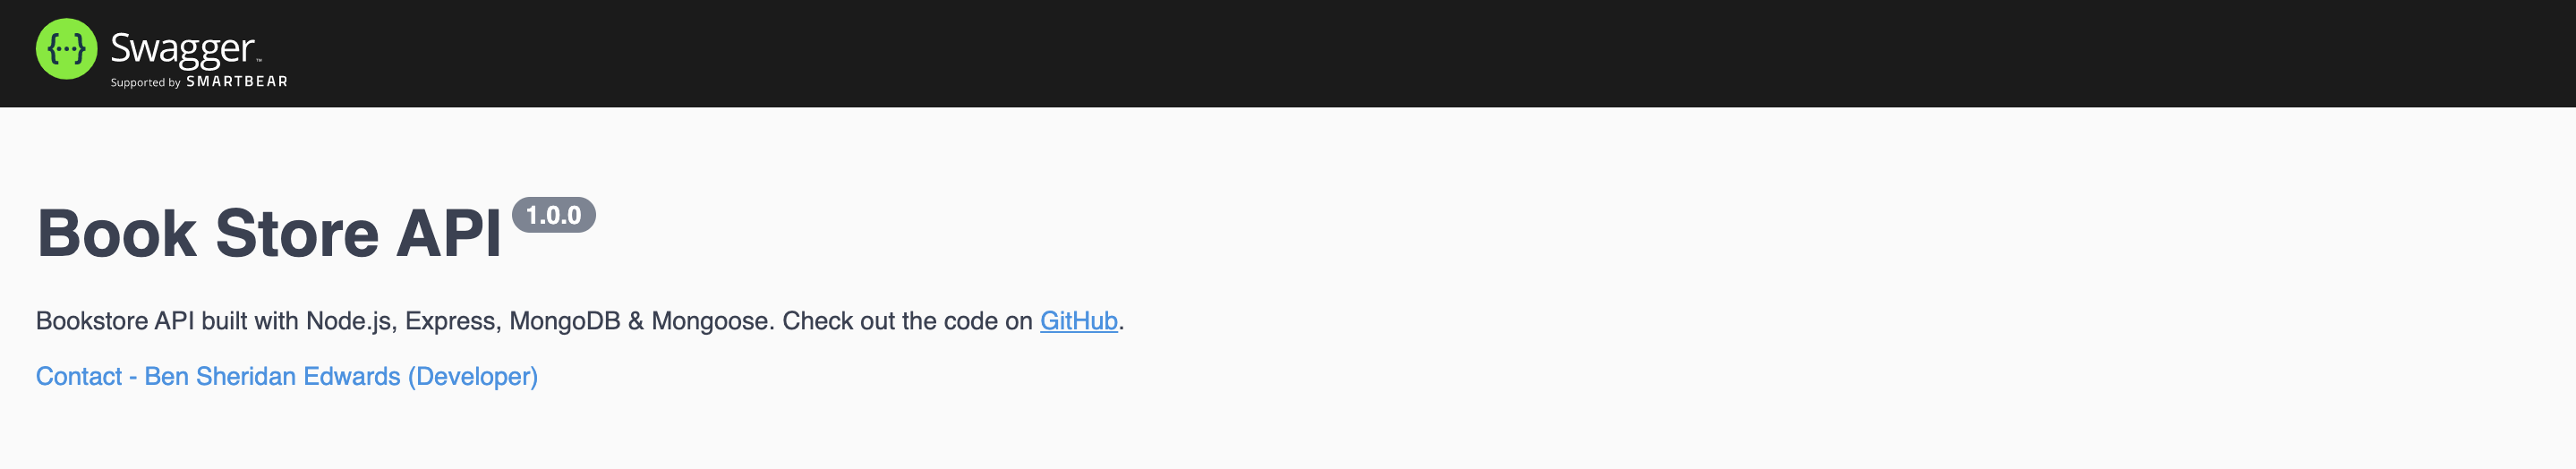 {···} Swagger™
Supported by SMARTBEAR
Book Store API 1.0.0
Bookstore API built with Node.js, Express, MongoDB & Mongoose. Check out the code on GitHub.
Contact - Ben Sheridan Edwards (Developer)